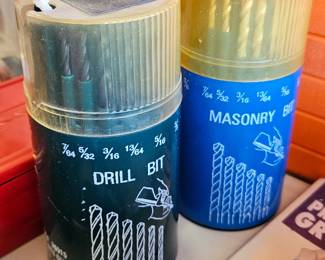 7/64 5/32 3/16 13/64 5/16
DRILL BIT
7/64 5/32 3/16 13/64 5/16
MASONRY BIT